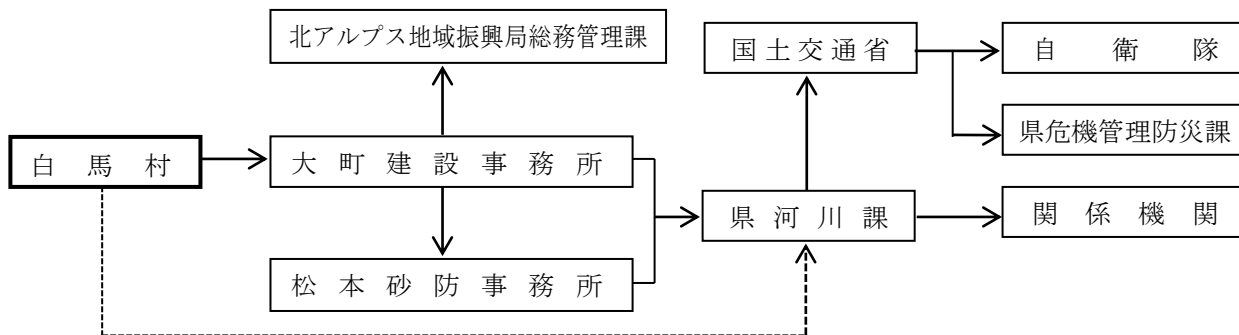 北アルプス地域振興局総務管理課
国土交通省
自衛隊
県危機管理防災課
白馬村
大町建設事務所
県河川課
関係機関
松本砂防事務所